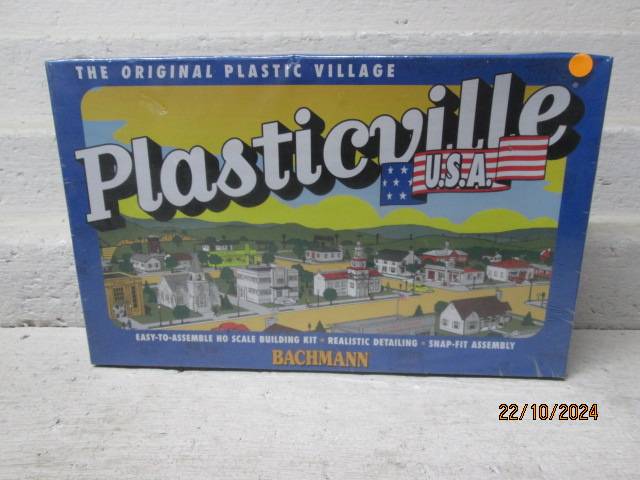 THE ORIGINAL PLASTIC VILLAGE
Plasticville
U.S.A.
EASY-TO-ASSEMBLE HO SCALE BUILDING KIT • REALISTIC DETAILING • SNAP-FIT ASSEMBLY
BACHMANN
22/10/2024